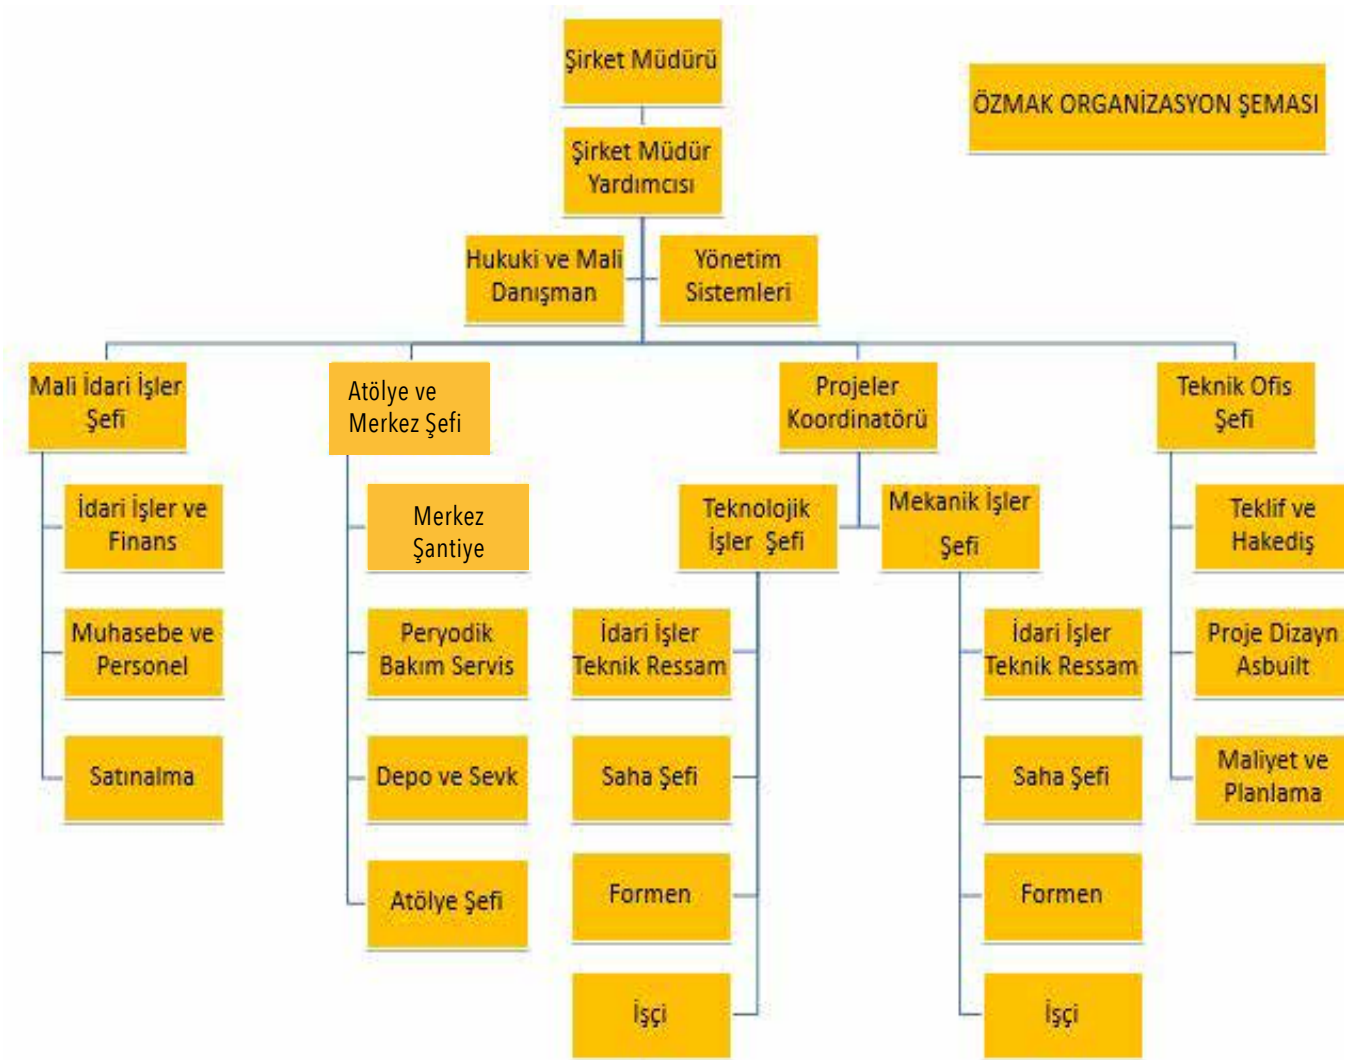 Şirket Müdürü
ÖZMAK ORGANİZASYON ŞEMASI
Şirket Müdür
Yardımcısı
Hukuki ve Mali
Danışman
Yönetim
Sistemleri
Mali İdari İşler
Şefi
Atölye ve
Merkez Şefi
Projeler
Koordinatörü
Teknik Ofis
Şefi
İdari İşler ve
Finans
Merkez
Şantiye
Teknolojik
İşler Şefi
Mekanik İşler
Şefi
Teklif ve
Hakediş
Muhasebe ve
Personel
Peryodik
Bakım Servis
İdari İşler
Teknik Ressam
İdari İşler
Teknik Ressam
Proje Dizayn
Asbuilt
Satınalma
Depo ve Sevk
Saha Şefi
Saha Şefi
Maliyet ve
Planlama
Atölye Şefi
Formen
Formen
İşçi
İşçi